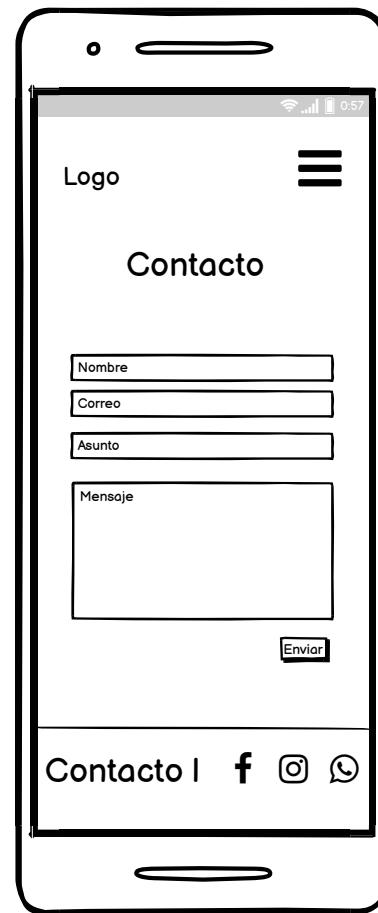 0:57
Logo
Contacto
Nombre
Correo
Asunto
Mensaje
Enviar
Contacto |